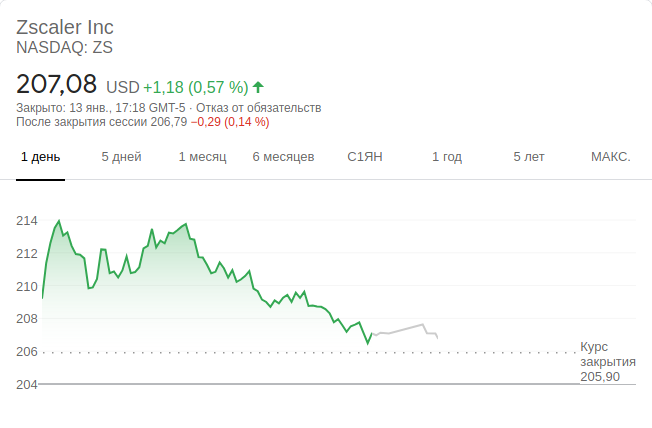 Zscaler Inc
NASDAQ: ZS
207,08 USD +1,18 (0,57 %)
Закрыто: 13 янв., 17:18 GMT-5 · Отказ от обязательств
После закрытия сессии 206,79 −0,29 (0,14 %)
1 день 5 дней 1 месяц 6 месяцев С1ЯН 1 год 5 лет МАКС.
214
212
210
208
206
204
Курс
закрытия
205,90